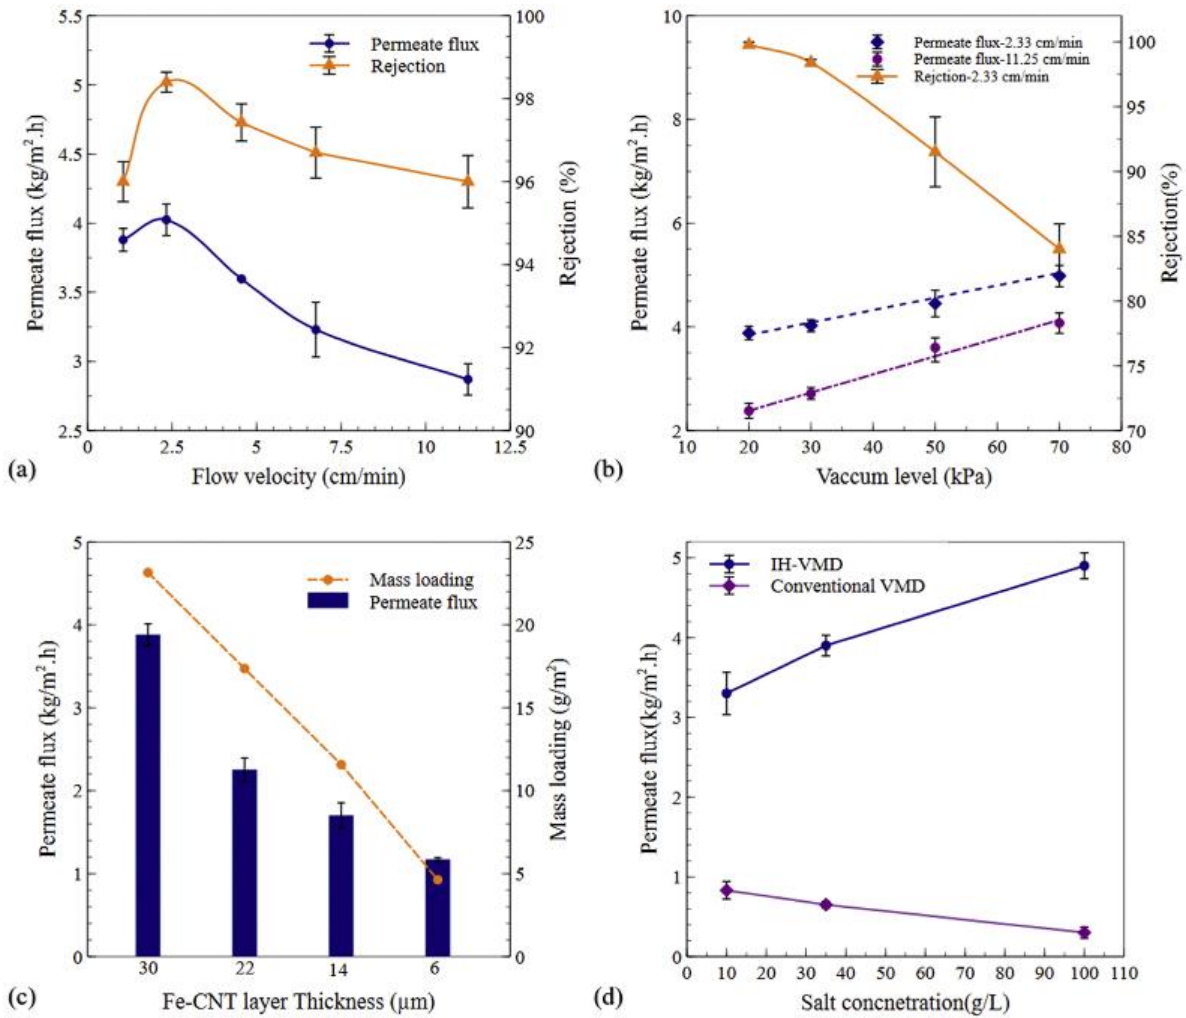 5.5
5
4.5
4
3.5
3
2.5
Permeate flux (kg/m².h)
Permeate flux
Rejection
100
98
96
94
92
90
Rejection (%)
0 2.5 5 7.5 10 12.5
Flow velocity (cm/min)
(a)
10
8
6
4
2
Permeate flux (kg/m².h)
Permeate flux-2.33 cm/min
Permeate flux-11.25 cm/min
Rejction-2.33 cm/min
100
95
90
85
80
75
70
Rejection(%)
10 20 30 40 50 60 70 80
Vaccum level (kPa)
(b)
5
4
3
2
1
0
Permeate flux (kg/m².h)
Mass loading
Permeate flux
25
20
15
10
5
0
Mass loading (g/m²)
30 22 14 6
Fe-CNT layer Thickness (µm)
(c)
5
4
3
2
1
0
Permeate flux(kg/m².h)
IH-VMD
Conventional VMD
0 10 20 30 40 50 60 70 80 90 100 110
Salt concnetration(g/L)
(d)